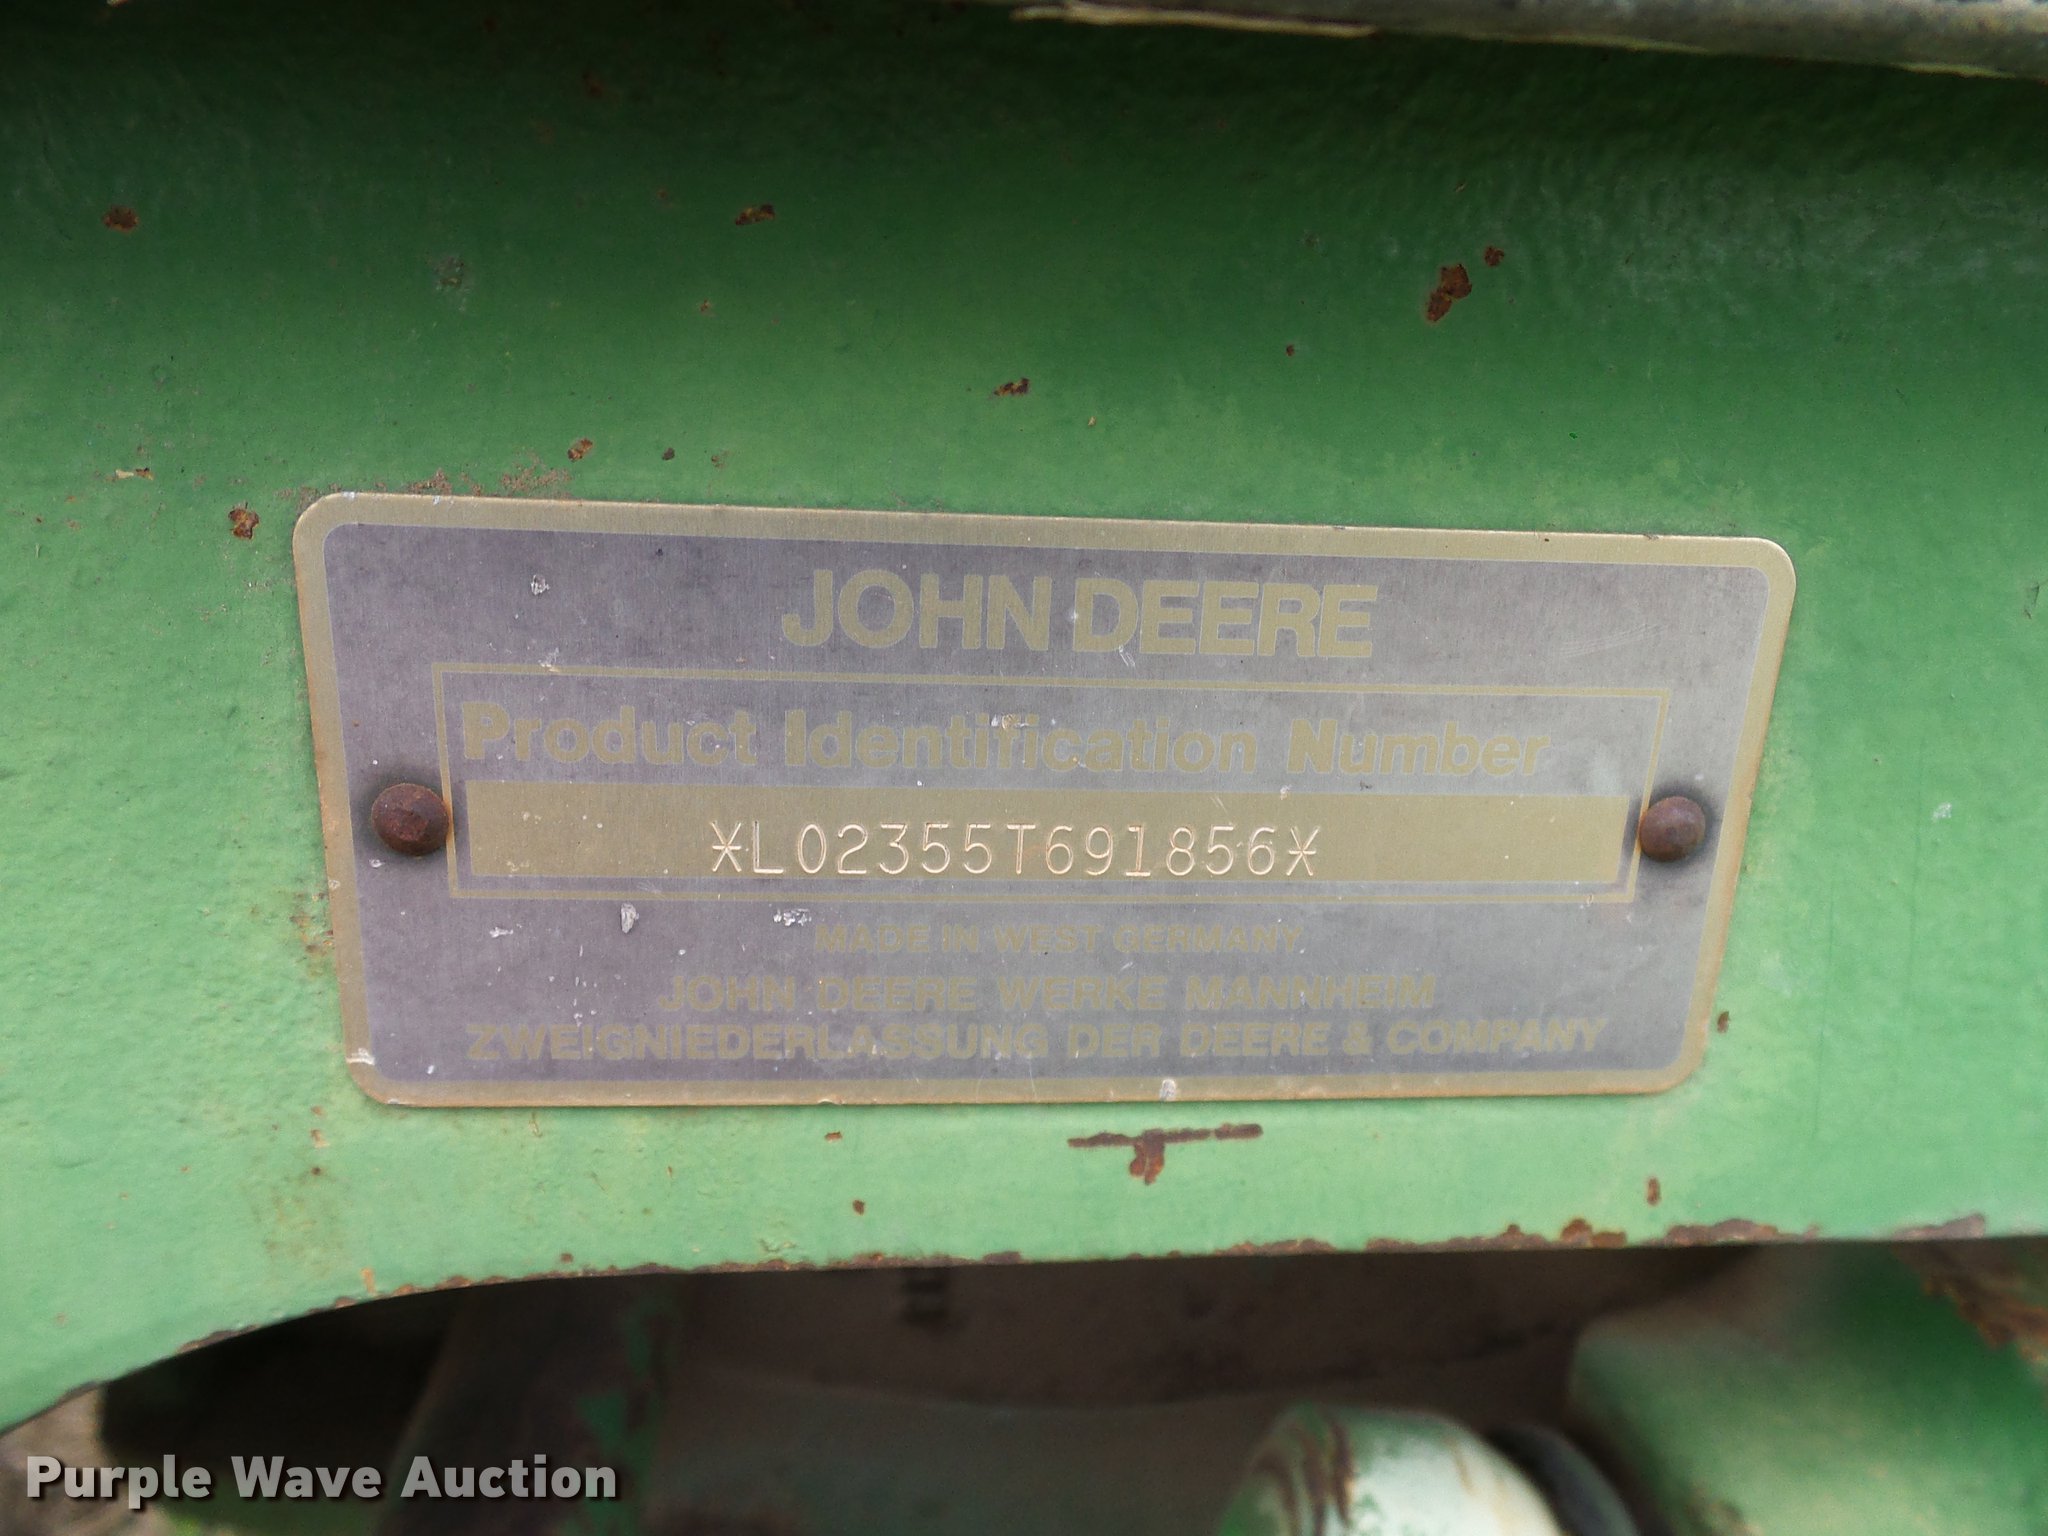 JOHN DEERE
Product Identification Number
*L02355T691856*
MADE IN WEST GERMANY
JOHN DEERE WERKE MANNHEIM
ZWEIGNIEDERLASSUNG DER DEERE & COMPANY
Purple Wave Auction